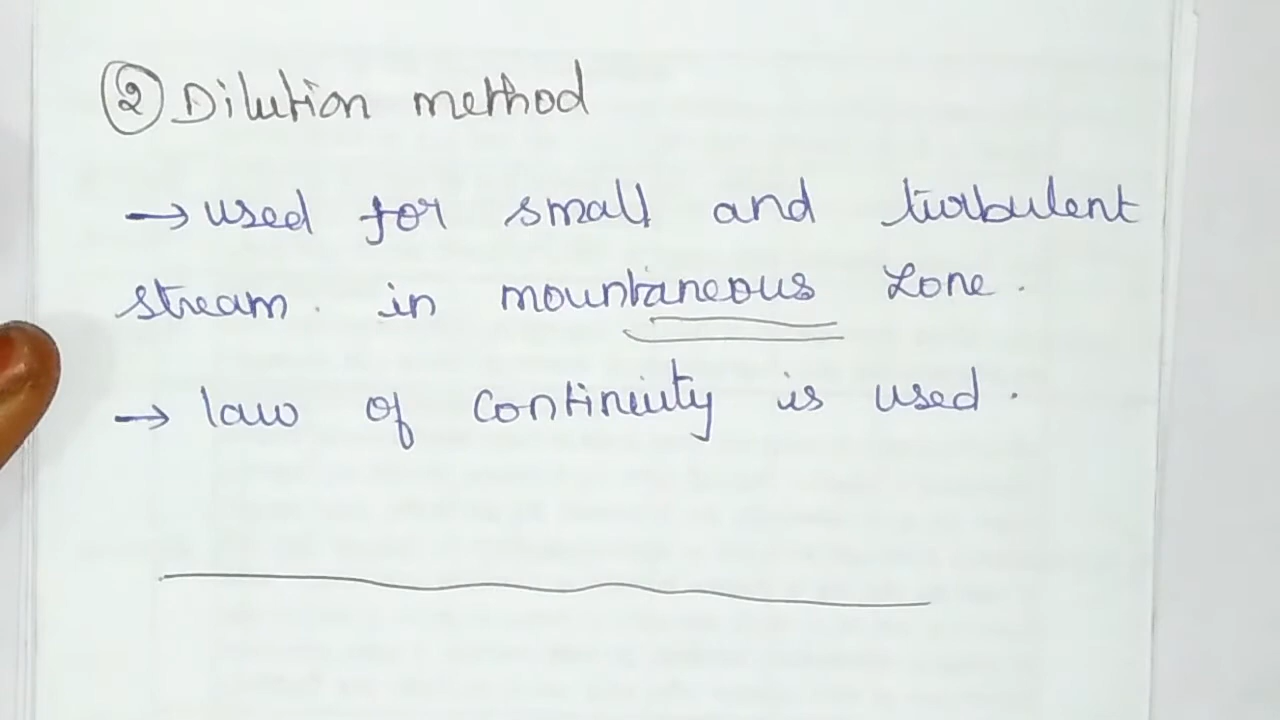 ② Dilution method
→ used for small and turbulent
stream. in mountaneous zone.
→ law of continuity is used.